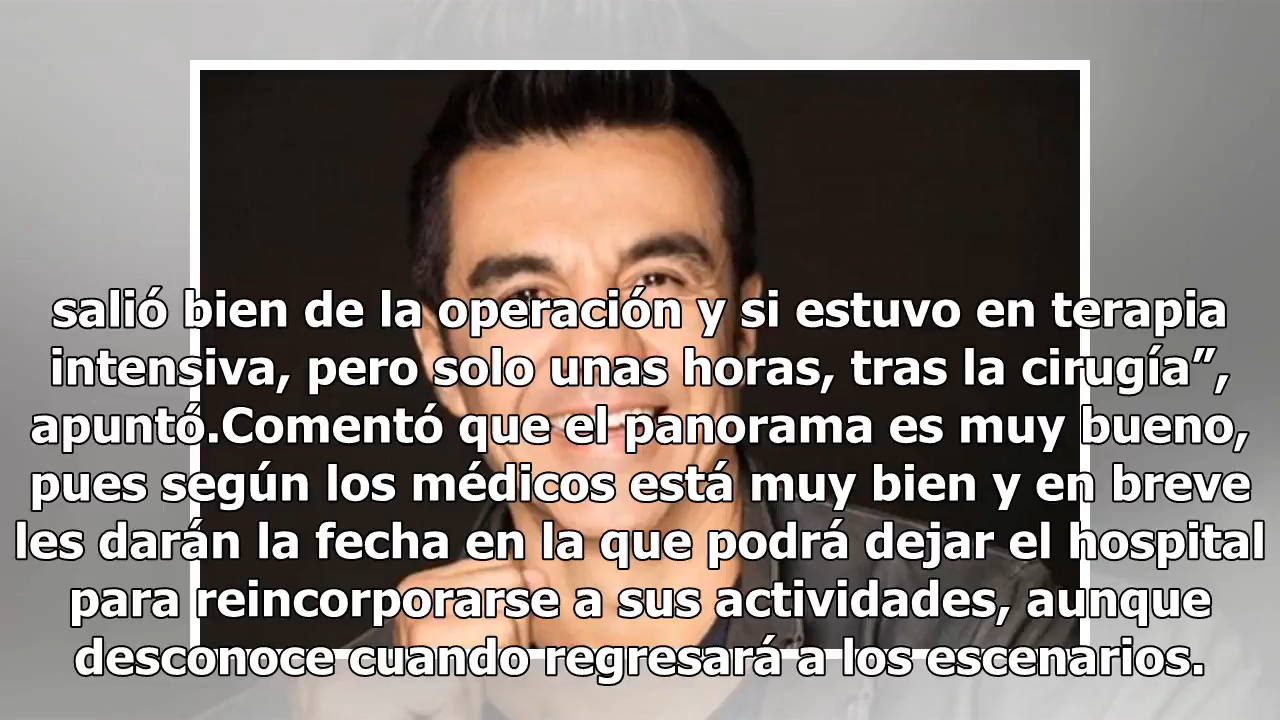 salió bien de la operación y si estuvo en terapia
intensiva, pero solo unas horas, tras la cirugía”,
apuntó.Comentó que el panorama es muy bueno,
pues según los médicos está muy bien y en breve
les darán la fecha en la que podrá dejar el hospital
para reincorporarse a sus actividades, aunque
desconoce cuando regresará a los escenarios.